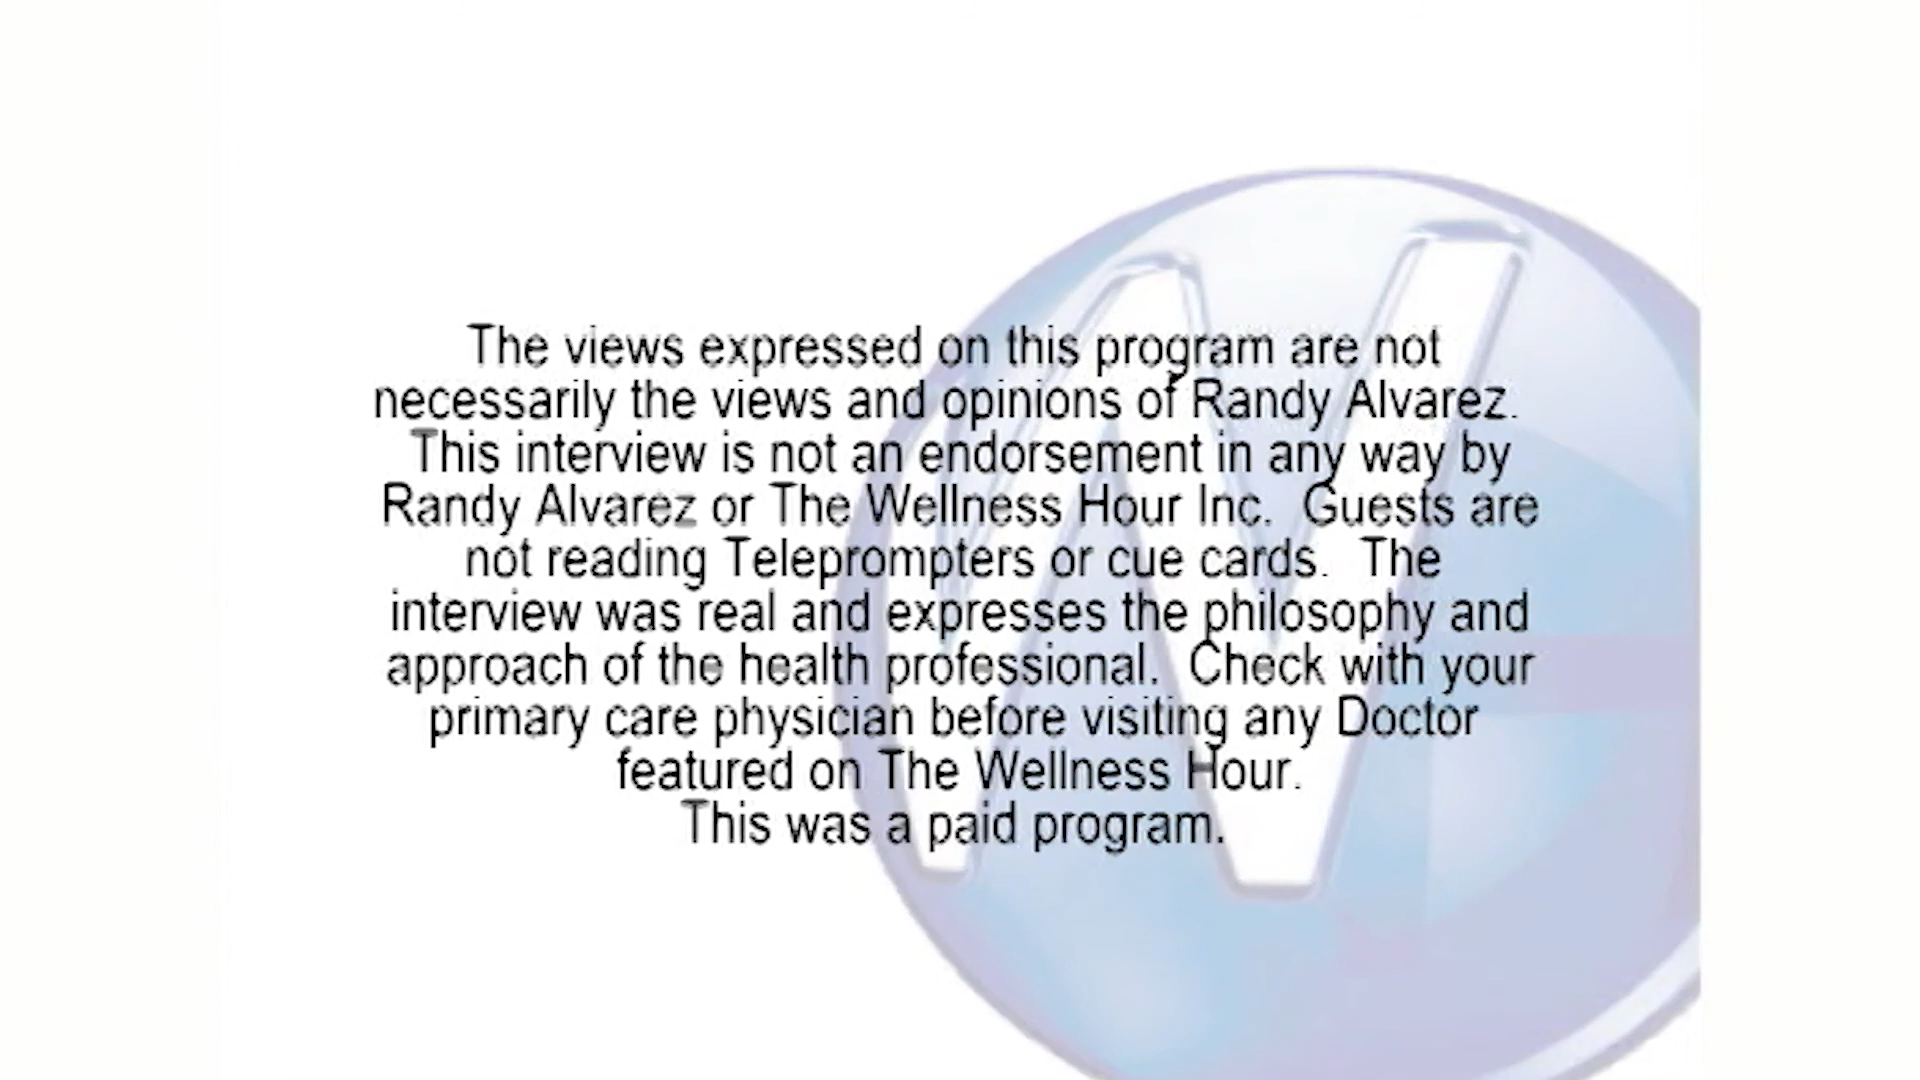 The views expressed on this program are not
necessarily the views and opinions of Randy Alvarez.
This interview is not an endorsement in any way by
Randy Alvarez or The Wellness Hour Inc.  Guests are
not reading Teleprompters or cue cards.  The
interview was real and expresses the philosophy and
approach of the health professional.  Check with your
primary care physician before visiting any Doctor
featured on The Wellness Hour.
This was a paid program.
W